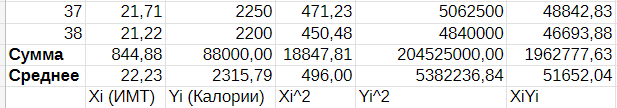 37 21,71 2250 471,23 5062500 48842,83
38 21,22 2200 450,48 4840000 46693,88
Сумма 844,88 88000,00 18847,81 204525000,00 1962777,63
Среднее 22,23 2315,79 496,00 5382236,84 51652,04
Xi (ИМТ) Yi (Калории) Xi^2 Yi^2 XiYi